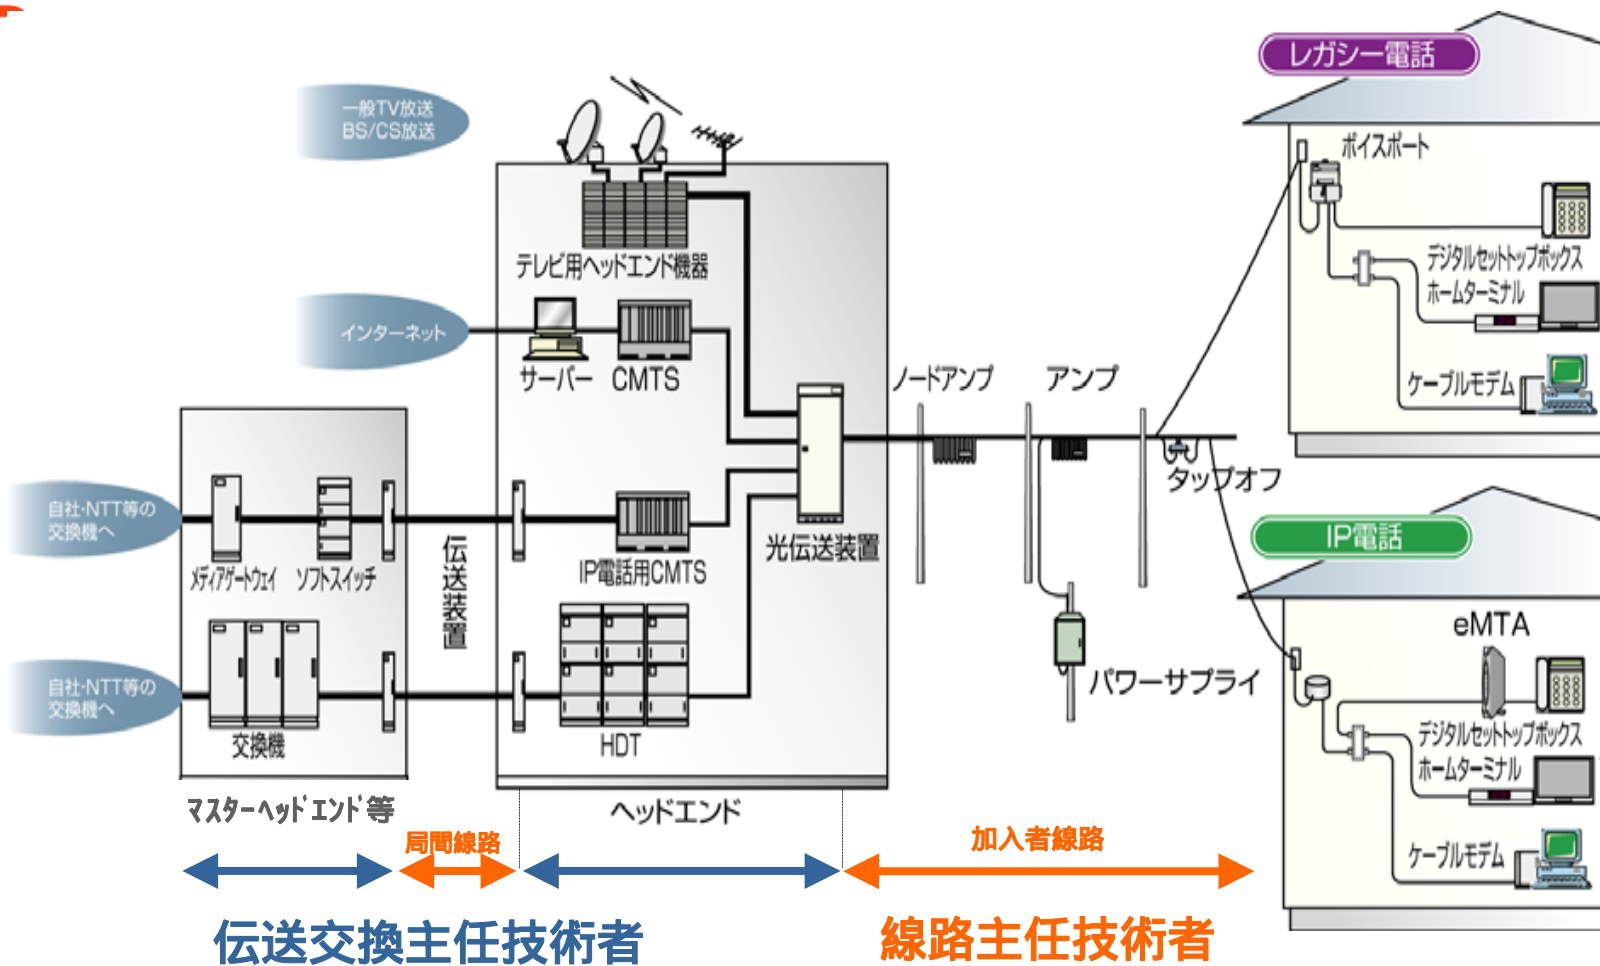 レガシー電話
一般TV放送
BS/CS放送
ボイスポート
テレビ用ヘッドエンド機器
デジタルセットトップボックス
ホームターミナル
インターネット
サーバー
CMTS
ノードアンプ
アンプ
ケーブルモデム
タップオフ
自社・NTT等の
交換機へ
メディアゲートウェイ
ソフトスイッチ
伝送装置
IP電話用CMTS
光伝送装置
IP電話
eMTA
自社・NTT等の
交換機へ
交換機
HDT
パワーサプライ
デジタルセットトップボックス
ホームターミナル
マスターヘッドエンド等
ヘッドエンド
局間線路
加入者線路
ケーブルモデム
伝送交換主任技術者
線路主任技術者